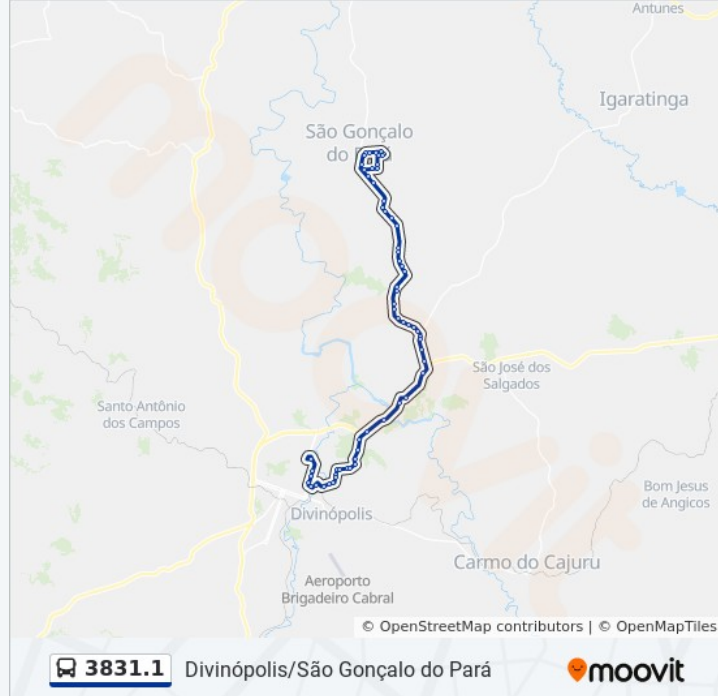 Antunes
Igaratinga
São Gonçalo
do
São José dos
Salgados
Santo Antônio
dos Campos
Bom Jesus
de Angicos
Divinópolis
Carmo do Cajuru
Aeroporto
Brigadeiro Cabral
moovit
© OpenStreetMap contributors | © OpenMapTiles
3831.1 Divinópolis/São Gonçalo do Pará moovit